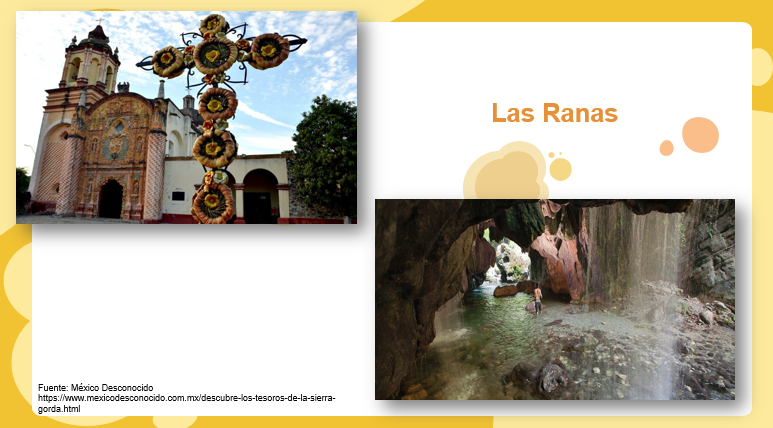 Las Ranas
Fuente: México Desconocido
https://www.mexicodesconocido.com.mx/descubre-los-tesoros-de-la-sierra-
gorda.html